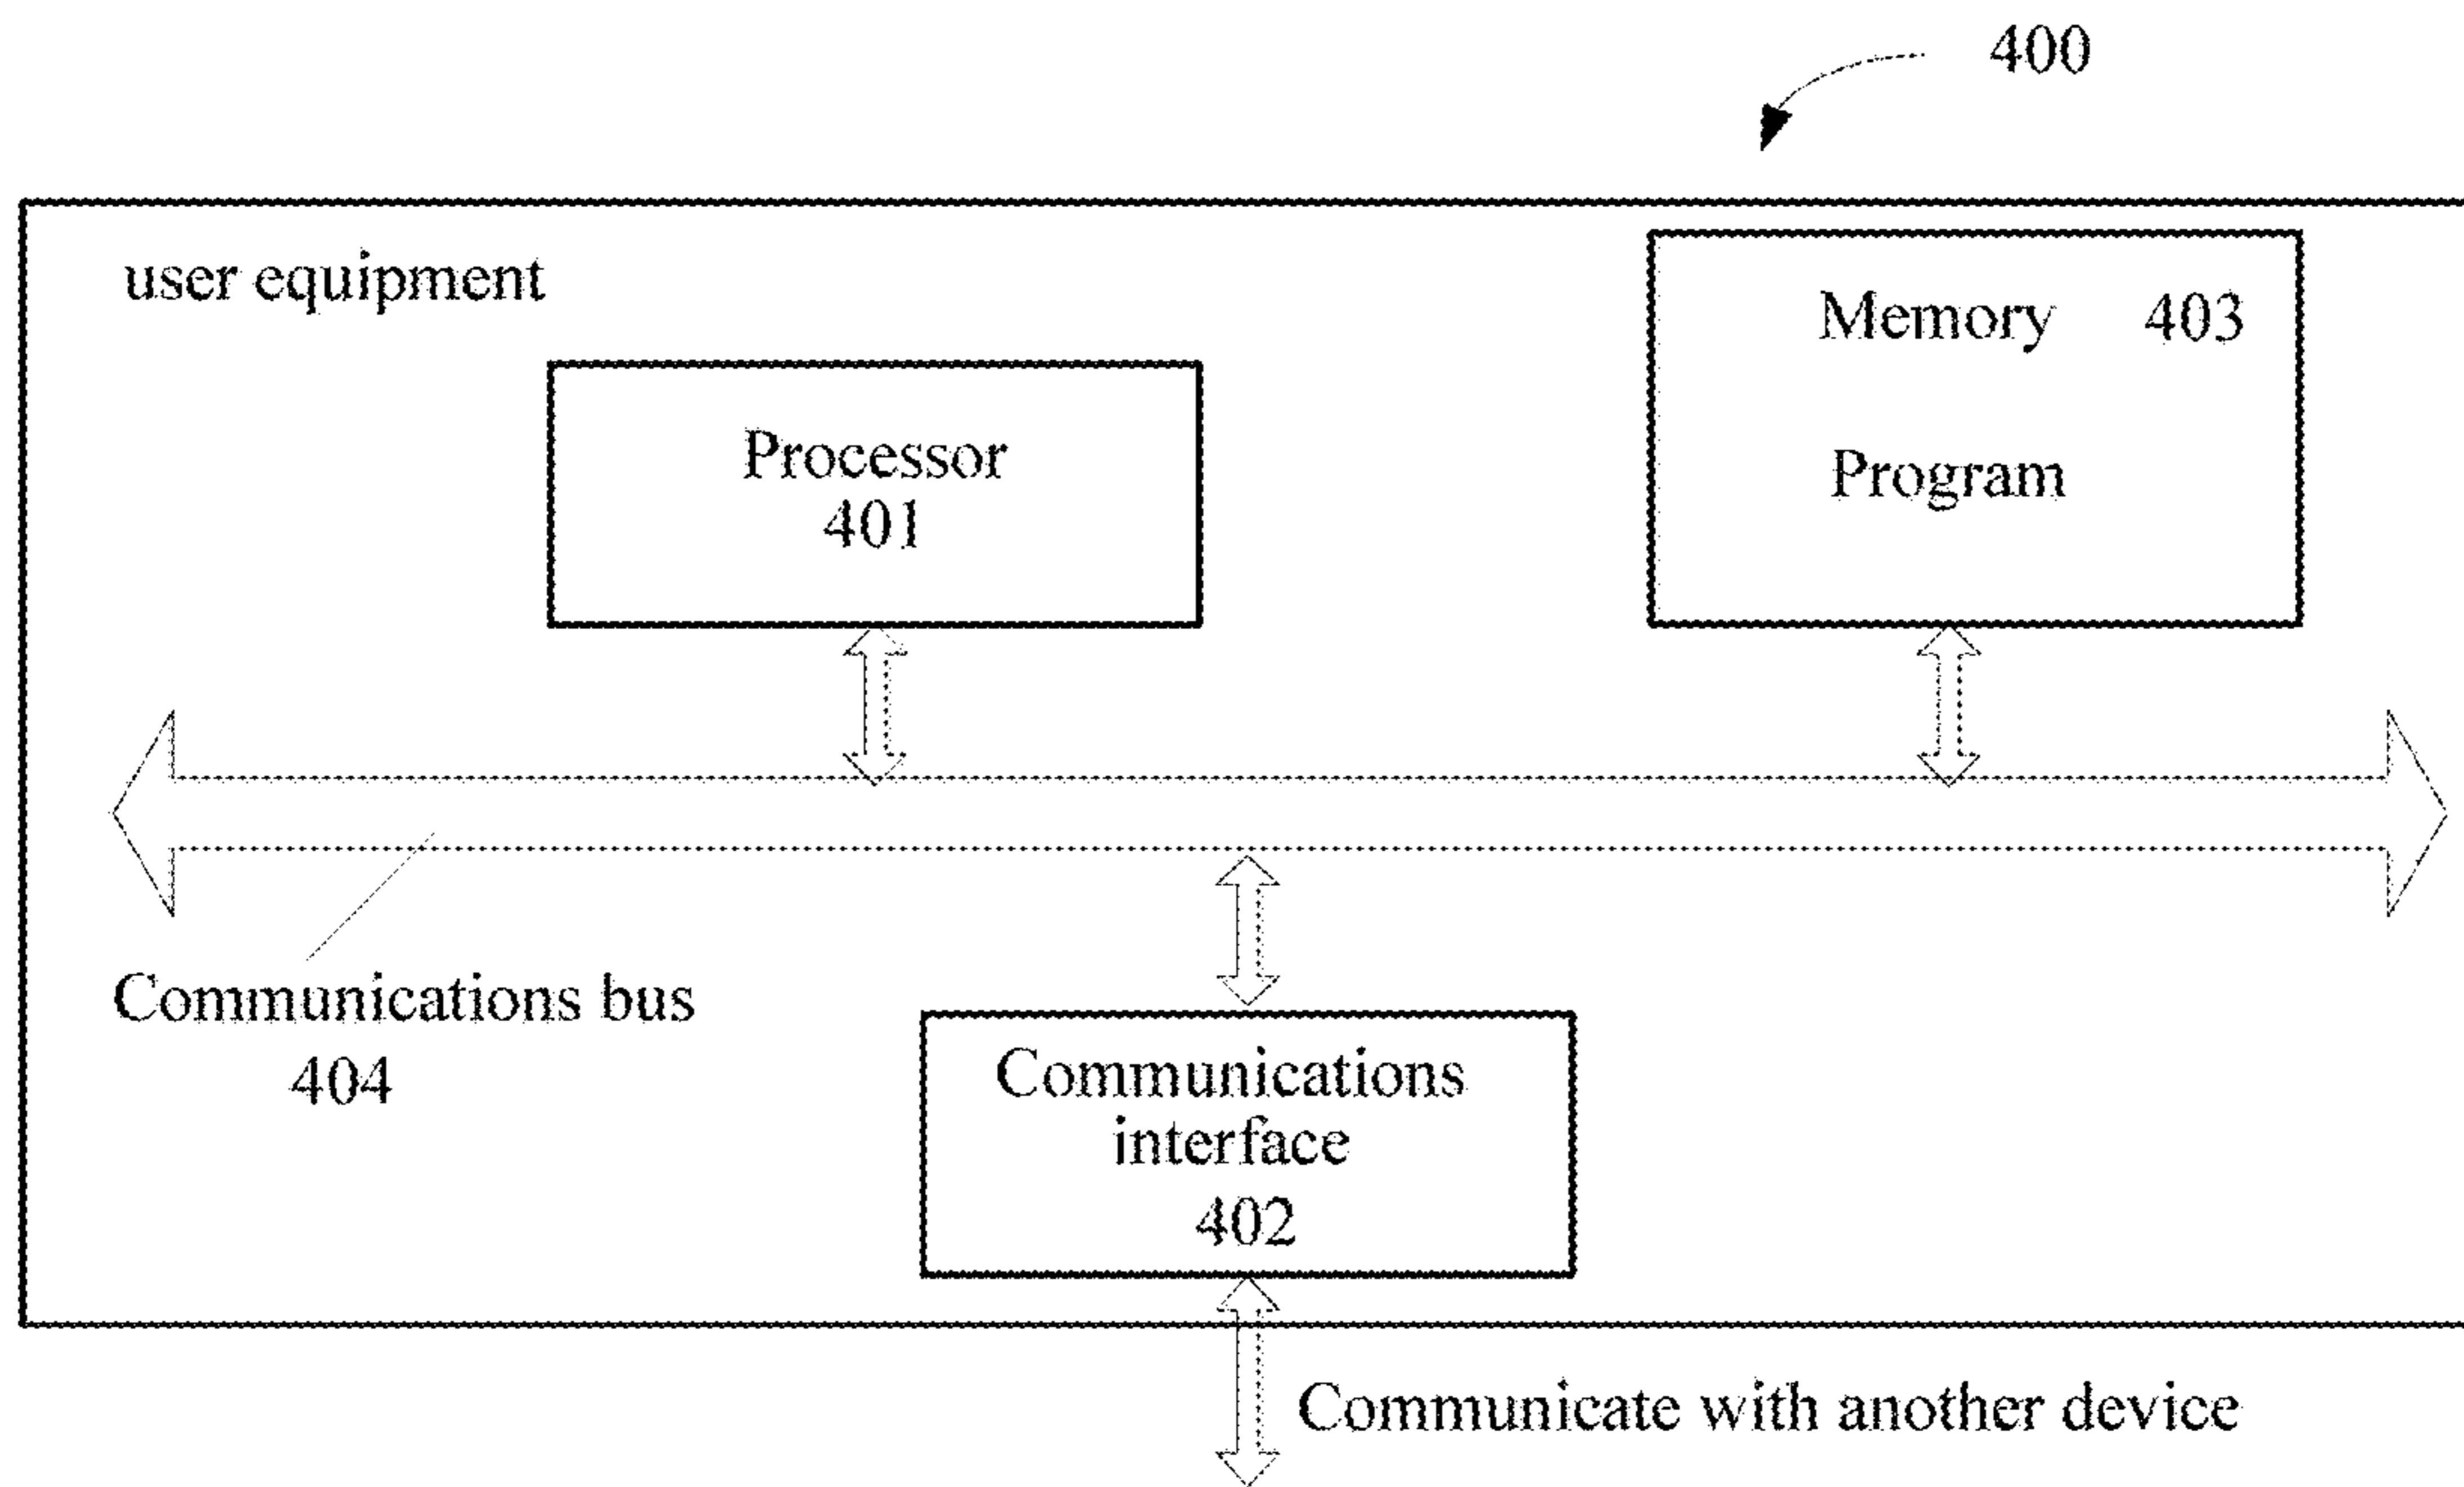 400
user equipment
Memory 403
Program
Processor
401
Communications bus
404
Communications
interface
402
Communicate with another device